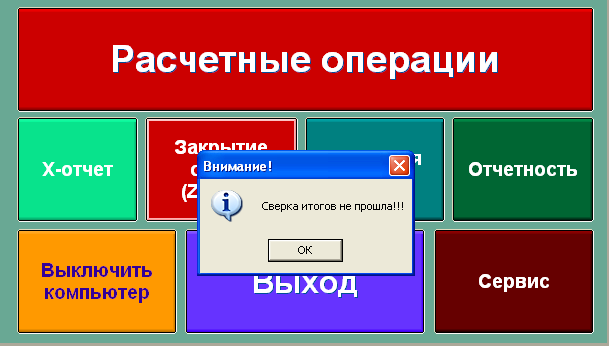 Расчетные операции
X-отчет
Закрытие
(Z
я
Отчетность
Внимание!
Сверка итогов не прошла!!!
OK
Выключить
компьютер
Выход
Сервис